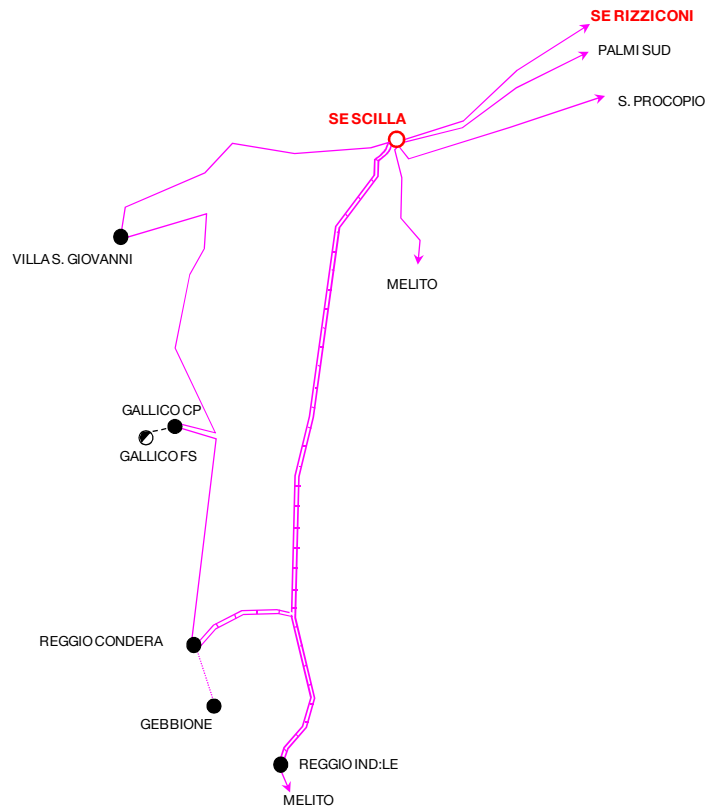 SE RIZZICONI
PALMI SUD
S. PROCOPIO
SE SCILLA
VILLA S. GIOVANNI
MELITO
GALLICO CP
GALLICO FS
REGGIO CONDERA
GEBBIONE
REGGIO IND:LE
MELITO